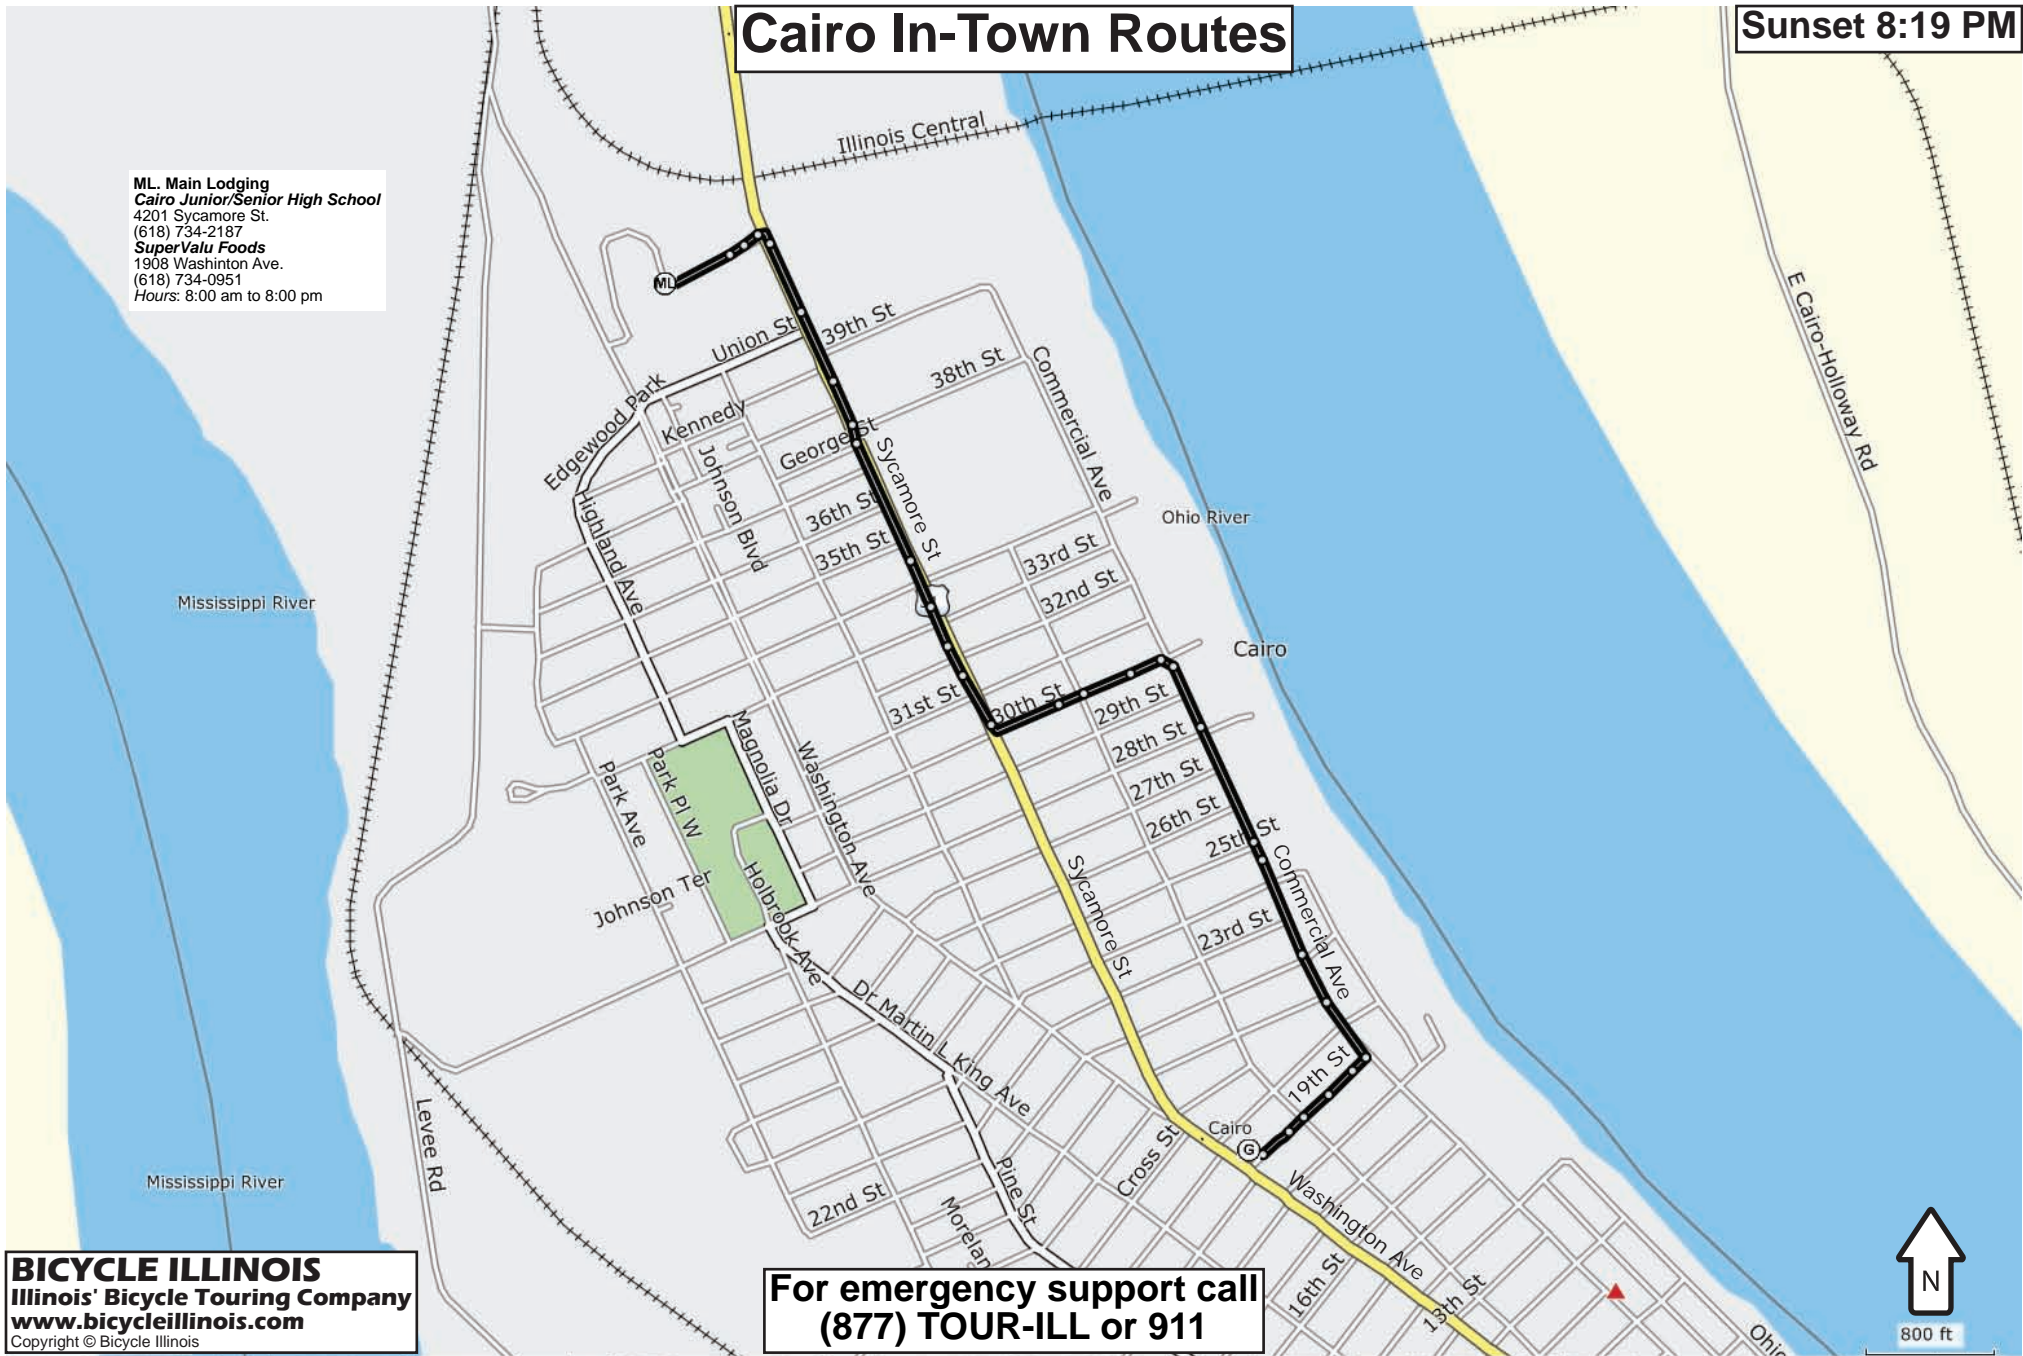 Cairo In-Town Routes
Sunset 8:19 PM
Illinois Central
ML. Main Lodging
Cairo Junior/Senior High School
4201 Sycamore St.
(618) 734-2187
SuperValu Foods
1908 Washinton Ave.
(618) 734-0951
Hours: 8:00 am to 8:00 pm
ML
E Cairo-Holloway Rd
Union St
39th St
38th St
Commercial Ave
Edgewood Park
Kennedy
George St
Sycamore St
Johnson Blvd
Highland Ave
36th St
35th St
Ohio River
33rd St
32nd St
Mississippi River
Cairo
31st St
30th St
29th St
28th St
27th St
26th St
25th St
Magnolia Dr
Washington Ave
Park Pl W
Park Ave
Johnson Ter
Holbrook Ave
Sycamore St
Commercial Ave
23rd St
Dr Martin L King Ave
19th St
Levee Rd
Cairo
G
Cross St
Pine St
Mississippi River
22nd St
Morelan
Washington Ave
16th St
13th St
Ohio
BICYCLE ILLINOIS
Illinois' Bicycle Touring Company
www.bicycleillinois.com
Copyright © Bicycle Illinois
For emergency support call
(877) TOUR-ILL or 911
N
800 ft